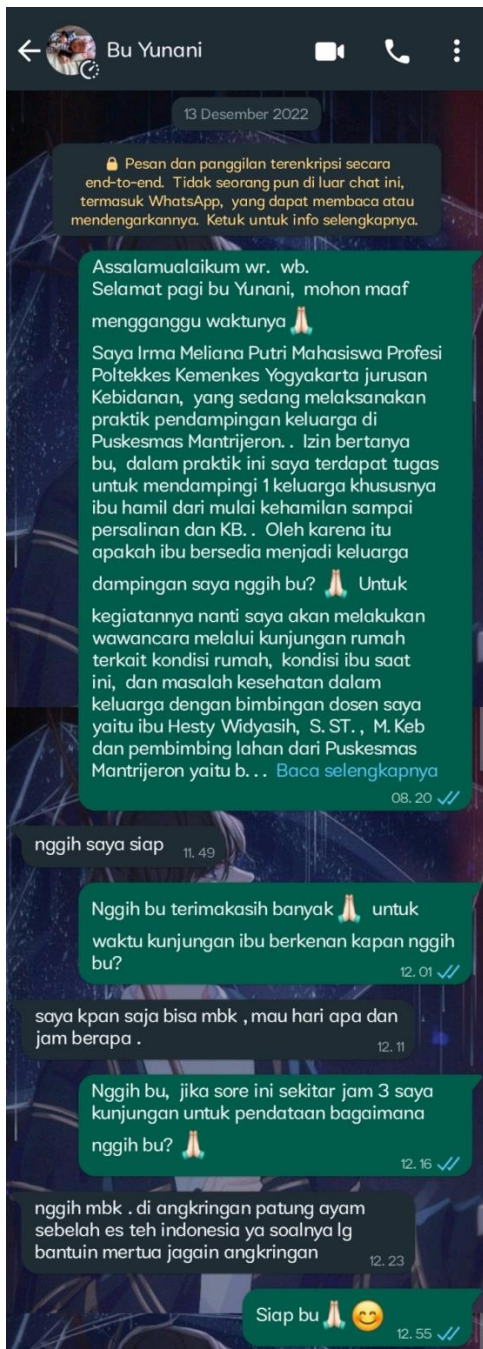 Bu Yunani
13 Desember 2022
Pesan dan panggilan terenkripsi secara
end-to-end. Tidak seorang pun di luar chat ini,
termasuk WhatsApp, yang dapat membaca atau
mendengarkannya. Ketuk untuk info selengkapnya.
Assalamualaikum wr. wb.
Selamat pagi bu Yunani, mohon maaf
mengganggu waktunya 🙏🏻
Saya Irma Meliana Putri Mahasiswa Profesi
Poltekkes Kemenkes Yogyakarta jurusan
Kebidanan, yang sedang melaksanakan
praktik pendampingan keluarga di
Puskesmas Mantrijeron. . Izin bertanya
bu, dalam praktik ini saya terdapat tugas
untuk mendampingi 1 keluarga khususnya
ibu hamil dari mulai kehamilan sampai
persalinan dan KB. . Oleh karena itu
apakah ibu bersedia menjadi keluarga
dampingan saya nggih bu? 🙏🏻 Untuk
kegiatannya nanti saya akan melakukan
wawancara melalui kunjungan rumah
terkait kondisi rumah, kondisi ibu saat
ini, dan masalah kesehatan dalam
keluarga dengan bimbingan dosen saya
yaitu ibu Hesty Widyasih, S. ST. , M. Keb
dan pembimbing lahan dari Puskesmas
Mantrijeron yaitu b. . . Baca selengkapnya
08. 20
nggih saya siap 11. 49
Nggih bu terimakasih banyak 🙏🏻 untuk
waktu kunjungan ibu berkenan kapan nggih
bu?
12. 01
saya kpan saja bisa mbk , mau hari apa dan
jam berapa .
12. 11
Nggih bu, jika sore ini sekitar jam 3 saya
kunjungan untuk pendataan bagaimana
nggih bu? 🙏🏻
12. 16
nggih mbk . di angkringan patung ayam
sebelah es teh indonesia ya soalnya lg
bantuin mertua jagain angkringan
12. 23
Siap bu 🙏🏻 😊
12. 55